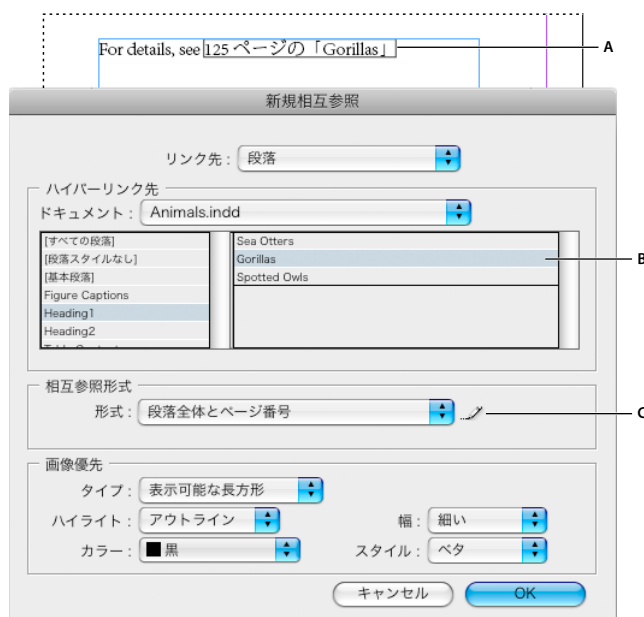 For details, see 125 ページの「Gorillas」
A
新規相互参照
リンク先 : 段落
ハイパーリンク先
ドキュメント : Animals.indd
[すべての段落]
[段落スタイルなし]
[基本段落]
Figure Captions
Heading1
Heading2
Sea Otters
Gorillas
Spotted Owls
B
相互参照形式
形式 : 段落全体とページ番号
C
画像優先
タイプ : 表示可能な長方形
ハイライト : アウトライン
幅 : 細い
カラー : 黒
スタイル : ベタ
キャンセル
OK